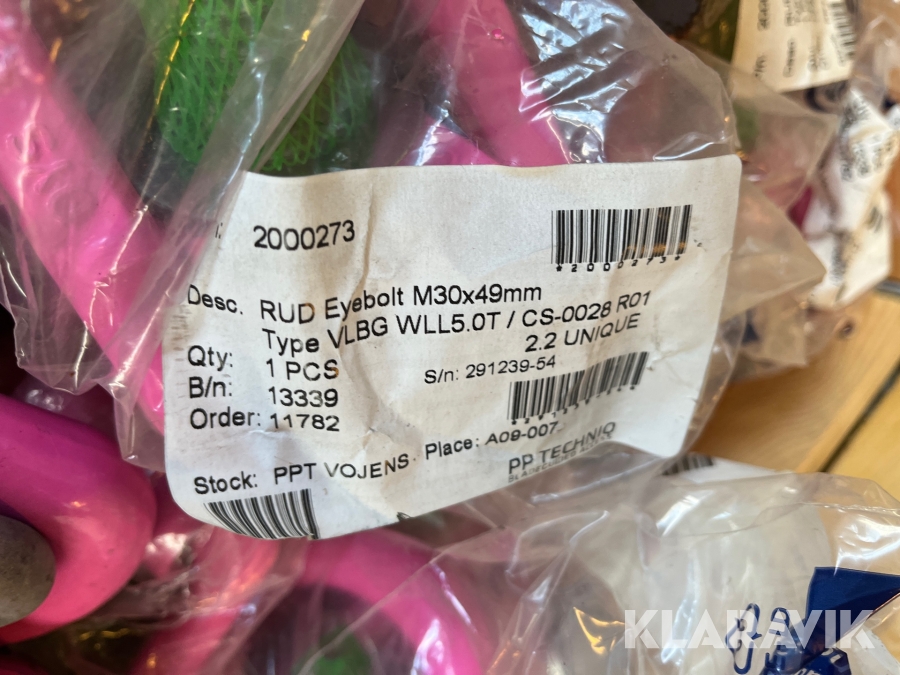 2000273
*2000273*
Desc. RUD Eyebolt M30x49mm
Type VLBG WLL5.0T / CS-0028 R01
2.2 UNIQUE
Qty: 1 PCS
S/n: 291239-54
B/n: 13339
Order: 11782
Stock: PPT VOJENS. Place: A09-007-
PP TECHNIQ
KLARAVIK